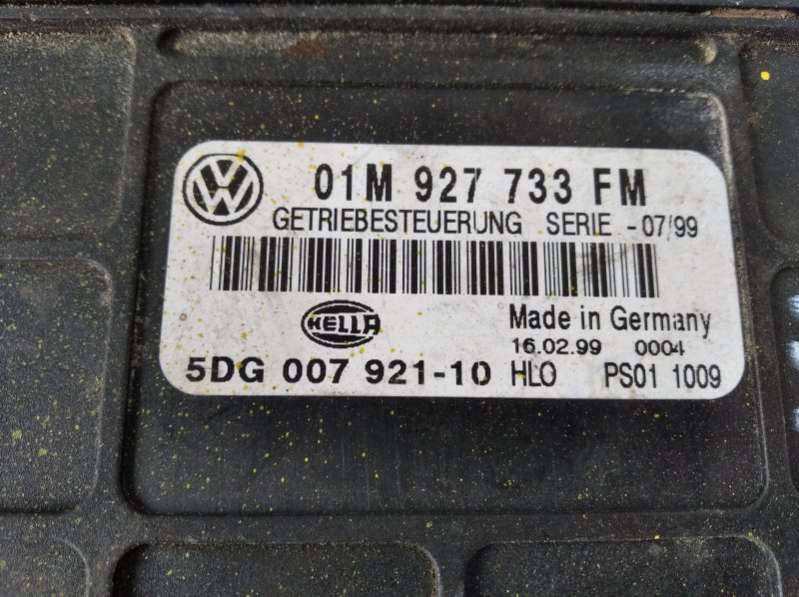 VW 01M 927 733 FM
GETRIEBESTEUERUNG SERIE - 07/99
HELLA Made in Germany
16.02.99 0004
5DG 007 921-10 HLO PS01 1009